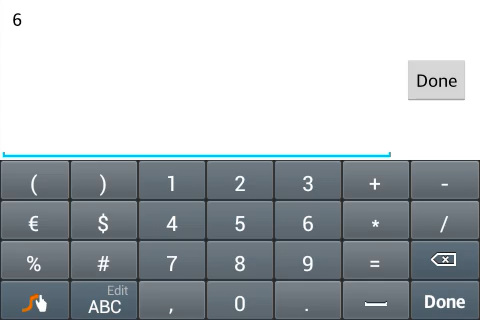 6
Done
( ) 1 2 3 + -
€ $ 4 5 6 * /
% # 7 8 9 =
Edit
ABC , 0 . Done